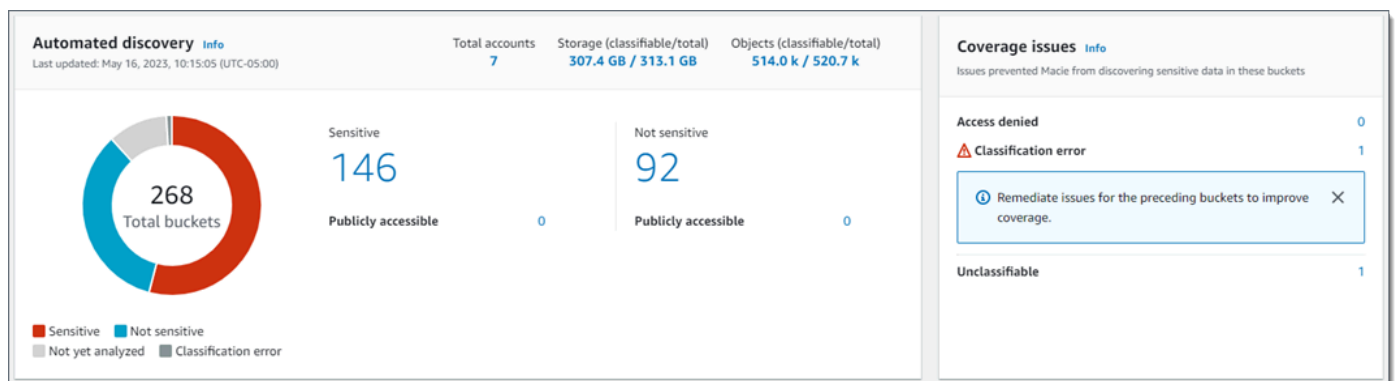 Automated discovery Info
Last updated: May 16, 2023, 10:15:05 (UTC-05:00)
Total accounts
7
Storage (classifiable/total)
307.4 GB / 313.1 GB
Objects (classifiable/total)
514.0 k / 520.7 k
268
Total buckets
Sensitive
146
Publicly accessible 0
Not sensitive
92
Publicly accessible 0
Sensitive Not sensitive
Not yet analyzed Classification error
Coverage issues Info
Issues prevented Macie from discovering sensitive data in these buckets
Access denied 0
Classification error 1
Remediate issues for the preceding buckets to improve
coverage.
Unclassifiable 1